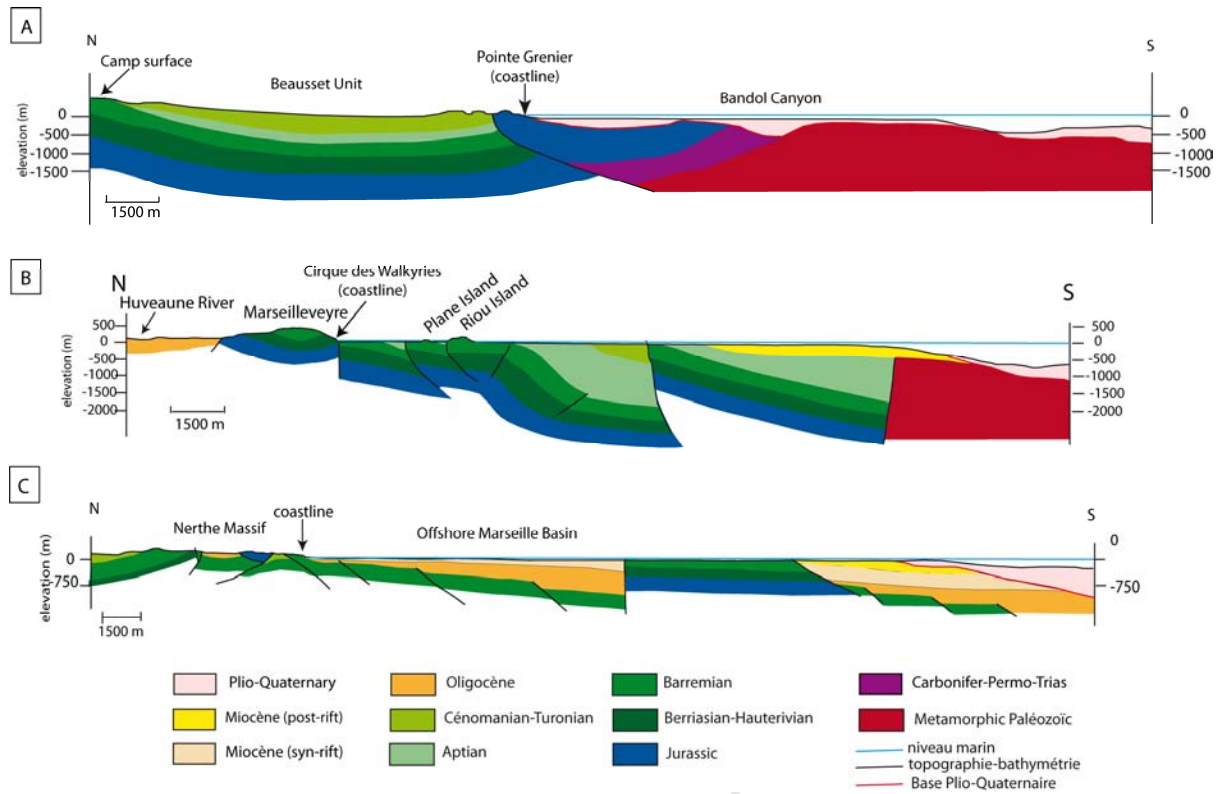 A
N
S
Camp surface
Beausset Unit
Pointe Grenier
(coastline)
Bandol Canyon
elevation (m)
0
-500
-1000
-1500
0
-500
-1000
-1500
1500 m
B
N
S
Huveaune River
Marseilleveyre
Cirque des Walkyries
(coastline)
Plane Island
Riou Island
elevation (m)
500
0
-500
-1000
-1500
-2000
500
0
-500
-1000
-1500
-2000
1500 m
C
N
S
Nerthe Massif
coastline
Offshore Marseille Basin
elevation (m)
0
-750
0
-750
1500 m
Plio-Quaternary
Oligocène
Barremian
Carbonifer-Permo-Trias
Miocène (post-rift)
Cénomanian-Turonian
Berriasian-Hauterivian
Metamorphic Paléozoïc
Miocène (syn-rift)
Aptian
Jurassic
niveau marin
topographie-bathymétrie
Base Plio-Quaternaire